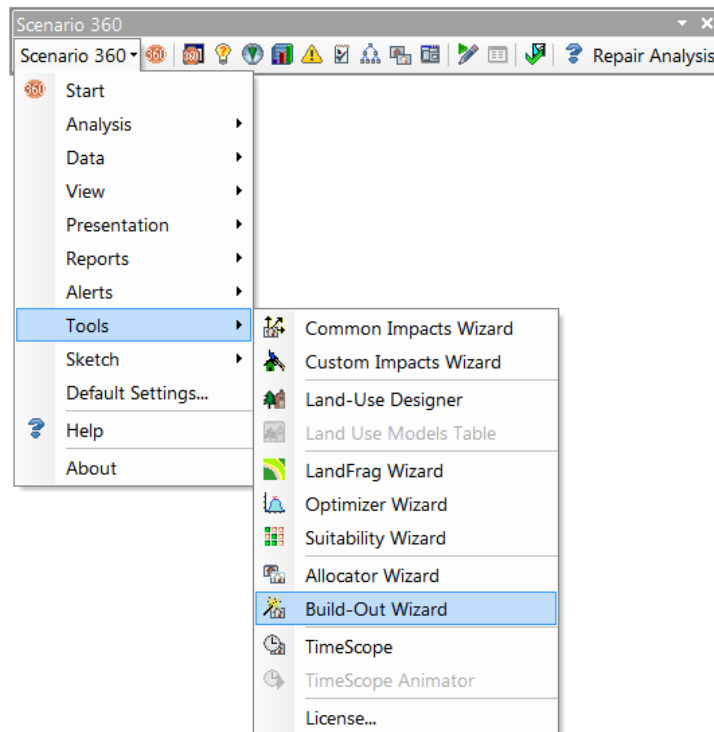 Scenario 360
Scenario 360 Repair Analysis
Start
Analysis
Data
View
Presentation
Reports
Alerts
Tools
Sketch
Default Settings...
Help
About
Common Impacts Wizard
Custom Impacts Wizard
Land-Use Designer
Land Use Models Table
LandFrag Wizard
Optimizer Wizard
Suitability Wizard
Allocator Wizard
Build-Out Wizard
TimeScope
TimeScope Animator
License...